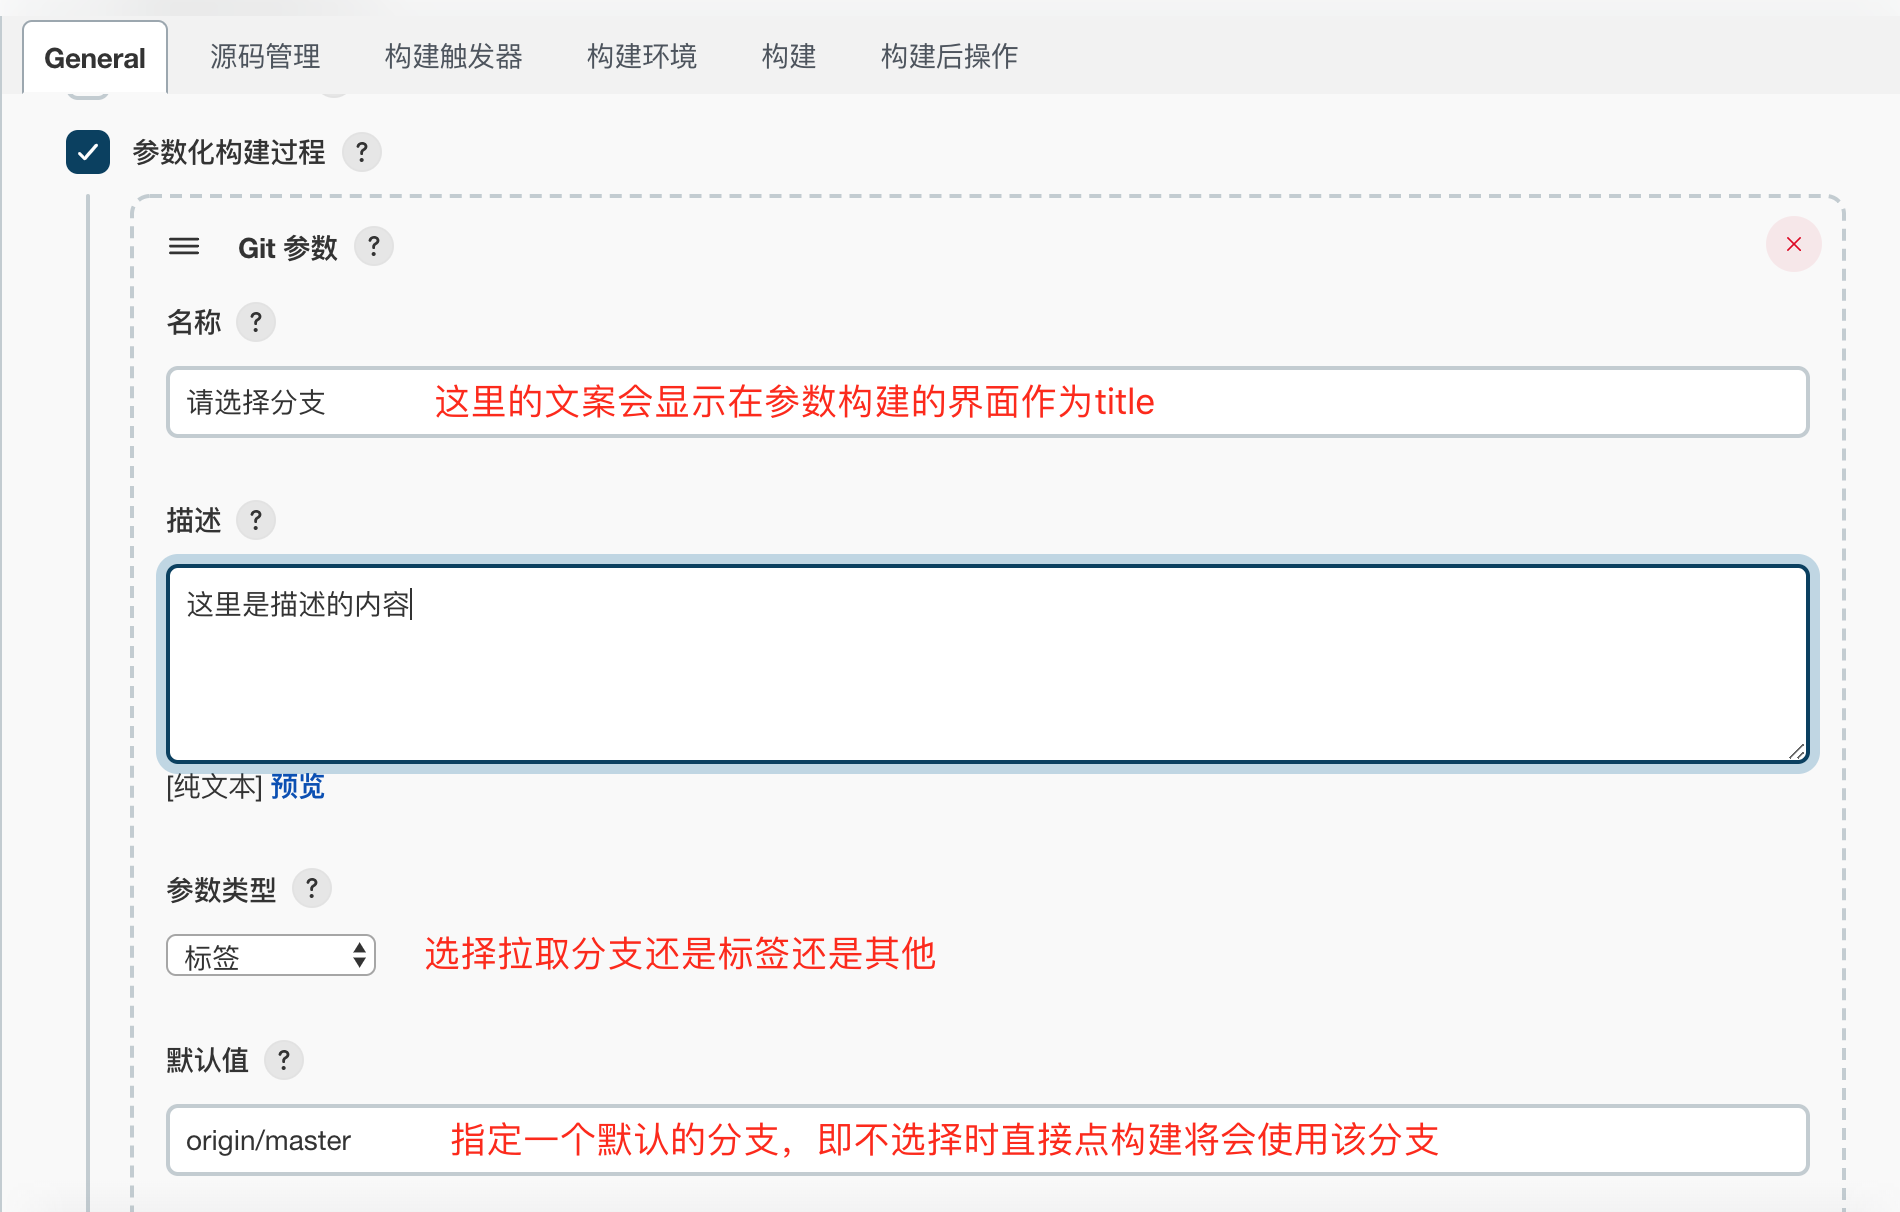 General 源码管理 构建触发器 构建环境 构建 构建后操作
参数化构建过程 ?
Git 参数 ?
名称 ?
请选择分支 这里的文案会显示在参数构建的界面作为title
描述 ?
这里是描述的内容
[纯文本] 预览
参数类型 ?
标签 选择拉取分支还是标签还是其他
默认值 ?
origin/master 指定一个默认的分支，即不选择时直接点构建将会使用该分支